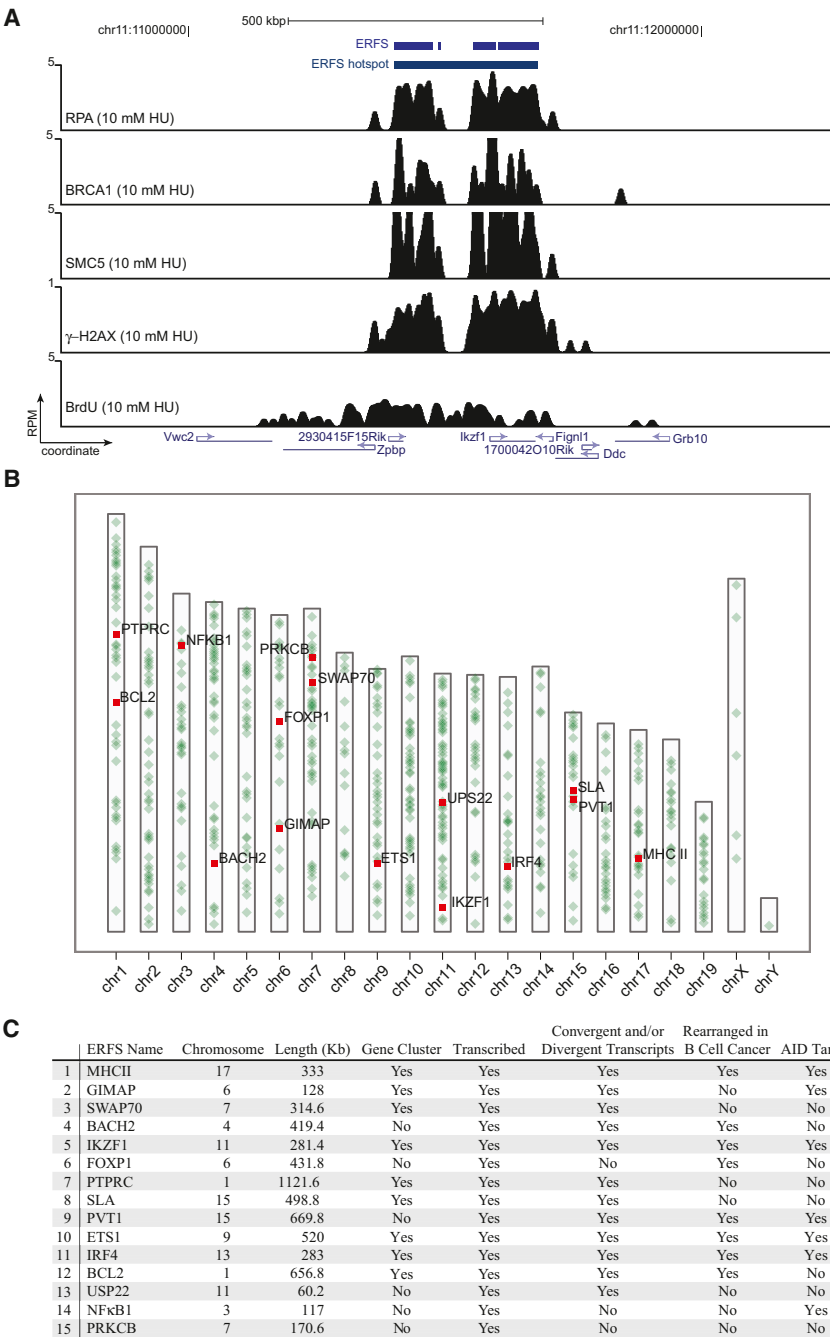 A
500 kbp
chr11:11000000
chr11:12000000
ERFS
ERFS hotspot
5
RPA (10 mM HU)
5
BRCA1 (10 mM HU)
5
SMC5 (10 mM HU)
1
γ–H2AX (10 mM HU)
5
BrdU (10 mM HU)
RPM
coordinate
Vwc2 2930415F15Rik Ikzf1 Fignl1 Grb10
Zpbp 1700042O10Rik Ddc
B
PTPRC
NFKB1
PRKCB
SWAP70
BCL2
FOXP1
SLA
UPS22
PVT1
GIMAP
MHC II
BACH2
ETS1
IRF4
IKZF1
chr1 chr2 chr3 chr4 chr5 chr6 chr7 chr8 chr9 chr10 chr11 chr12 chr13 chr14 chr15 chr16 chr17 chr18 chr19 chrX chrY
C
Convergent and/or Rearranged in
ERFS Name Chromosome Length (Kb) Gene Cluster Transcribed Divergent Transcripts B Cell Cancer AID Tar
1 MHCII 17 333 Yes Yes Yes Yes Yes
2 GIMAP 6 128 Yes Yes Yes No Yes
3 SWAP70 7 314.6 Yes Yes Yes No No
4 BACH2 4 419.4 No Yes Yes Yes No
5 IKZF1 11 281.4 Yes Yes Yes Yes Yes
6 FOXP1 6 431.8 No Yes No Yes No
7 PTPRC 1 1121.6 Yes Yes Yes No No
8 SLA 15 498.8 Yes Yes Yes No No
9 PVT1 15 669.8 No Yes Yes Yes Yes
10 ETS1 9 520 Yes Yes Yes Yes Yes
11 IRF4 13 283 Yes Yes Yes Yes Yes
12 BCL2 1 656.8 Yes Yes Yes Yes No
13 USP22 11 60.2 No Yes Yes No No
14 NFκB1 3 117 No Yes No No Yes
15 PRKCB 7 170.6 No Yes No No No